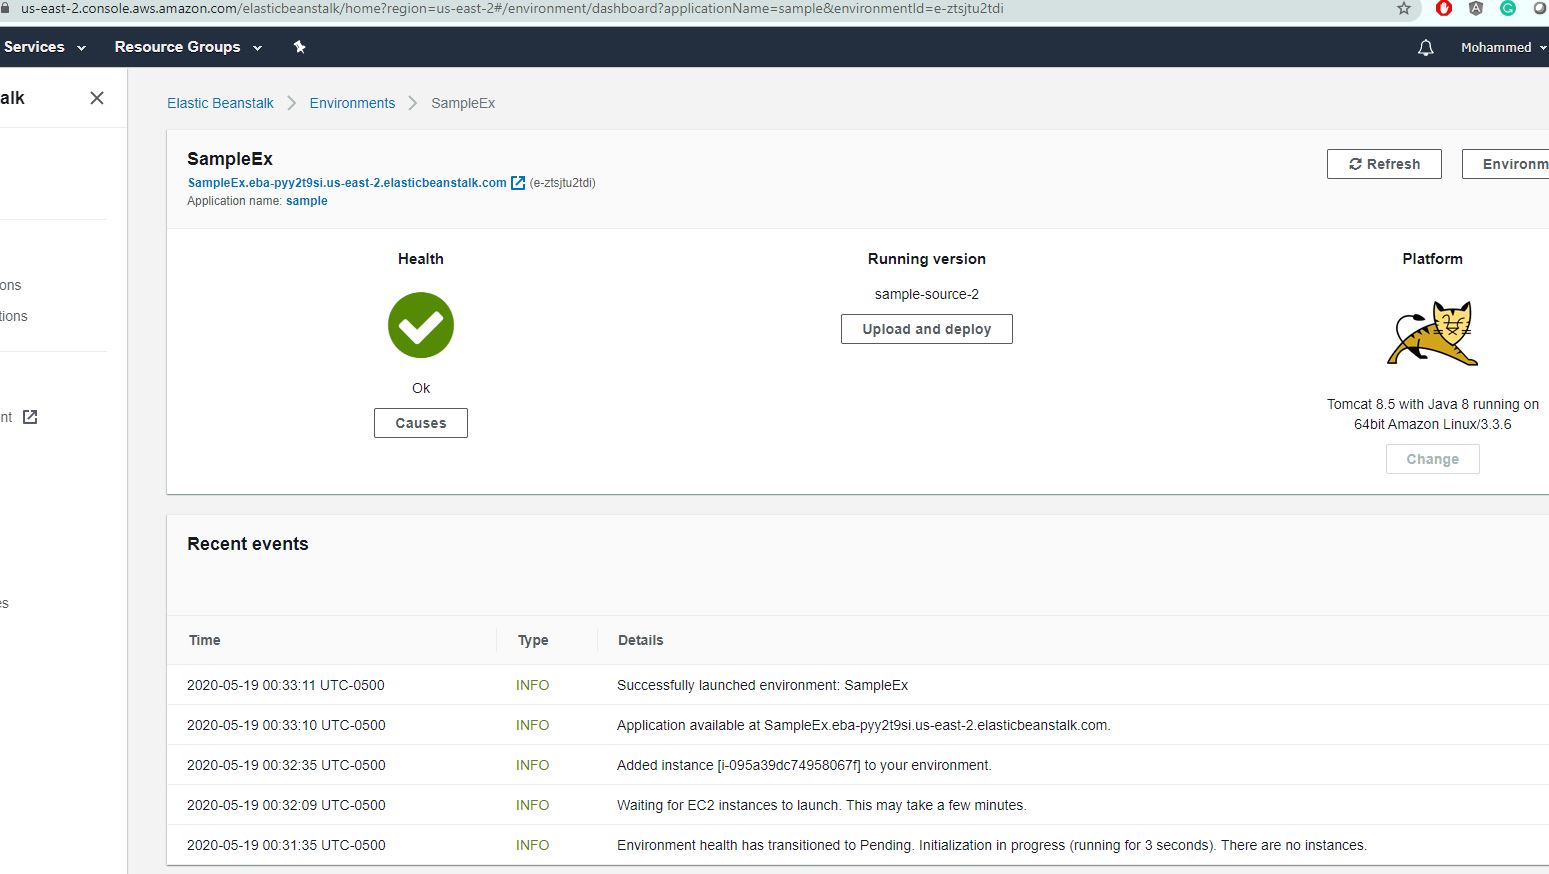 us-east-2.console.aws.amazon.com/elasticbeanstalk/home?region=us-east-2#/environment/dashboard?applicationName=sample&environmentId=e-ztsjtu2tdi
Services Resource Groups Mohammed
alk
Elastic Beanstalk Environments SampleEx
SampleEx
Refresh Environm
SampleEx.eba-pyy2t9si.us-east-2.elasticbeanstalk.com (e-ztsjtu2tdi)
Application name: sample
Health Running version Platform
ons
sample-source-2
tions
Upload and deploy
Ok
Tomcat 8.5 with Java 8 running on
64bit Amazon Linux/3.3.6
nt
Causes
Change
Recent events
es
Time Type Details
2020-05-19 00:33:11 UTC-0500 INFO Successfully launched environment: SampleEx
2020-05-19 00:33:10 UTC-0500 INFO Application available at SampleEx.eba-pyy2t9si.us-east-2.elasticbeanstalk.com.
2020-05-19 00:32:35 UTC-0500 INFO Added instance [i-095a39dc74958067f] to your environment.
2020-05-19 00:32:09 UTC-0500 INFO Waiting for EC2 instances to launch. This may take a few minutes.
2020-05-19 00:31:35 UTC-0500 INFO Environment health has transitioned to Pending. Initialization in progress (running for 3 seconds). There are no instances.